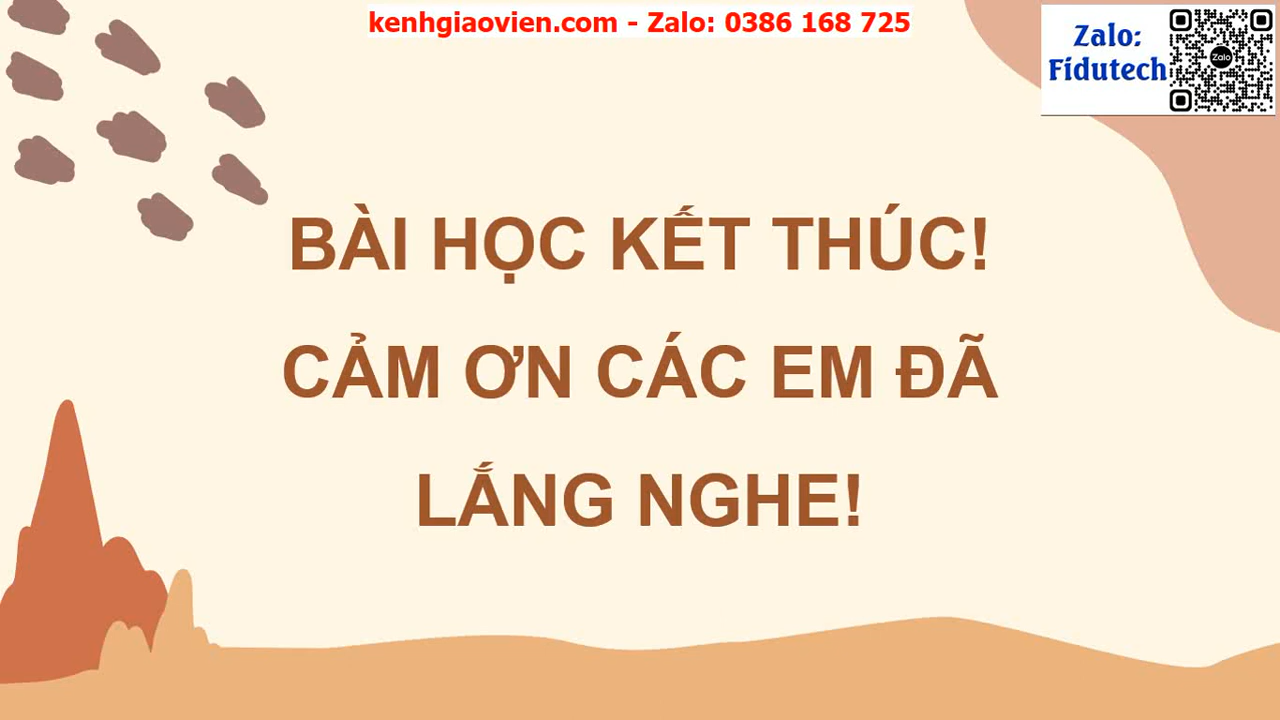 kenhgiaovien.com - Zalo: 0386 168 725
Zalo:
Fidutech
Zalo
BÀI HỌC KẾT THÚC!
CẢM ƠN CÁC EM ĐÃ
LẮNG NGHE!